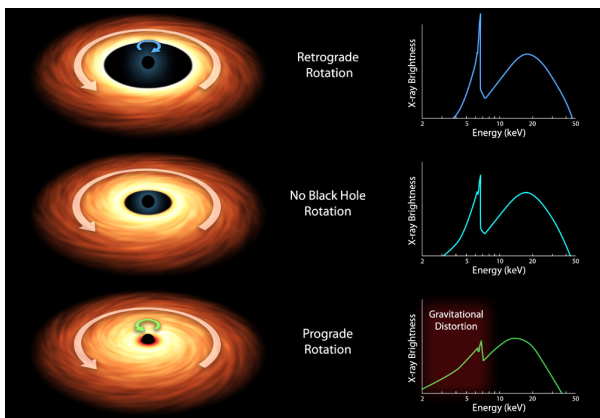 Retrograde
Rotation
X-ray Brightness
2 5 10 20 50
Energy (keV)
No Black Hole
Rotation
X-ray Brightness
2 5 10 20 50
Energy (keV)
Prograde
Rotation
Gravitational
Distortion
X-ray Brightness
2 5 10 20 50
Energy (keV)